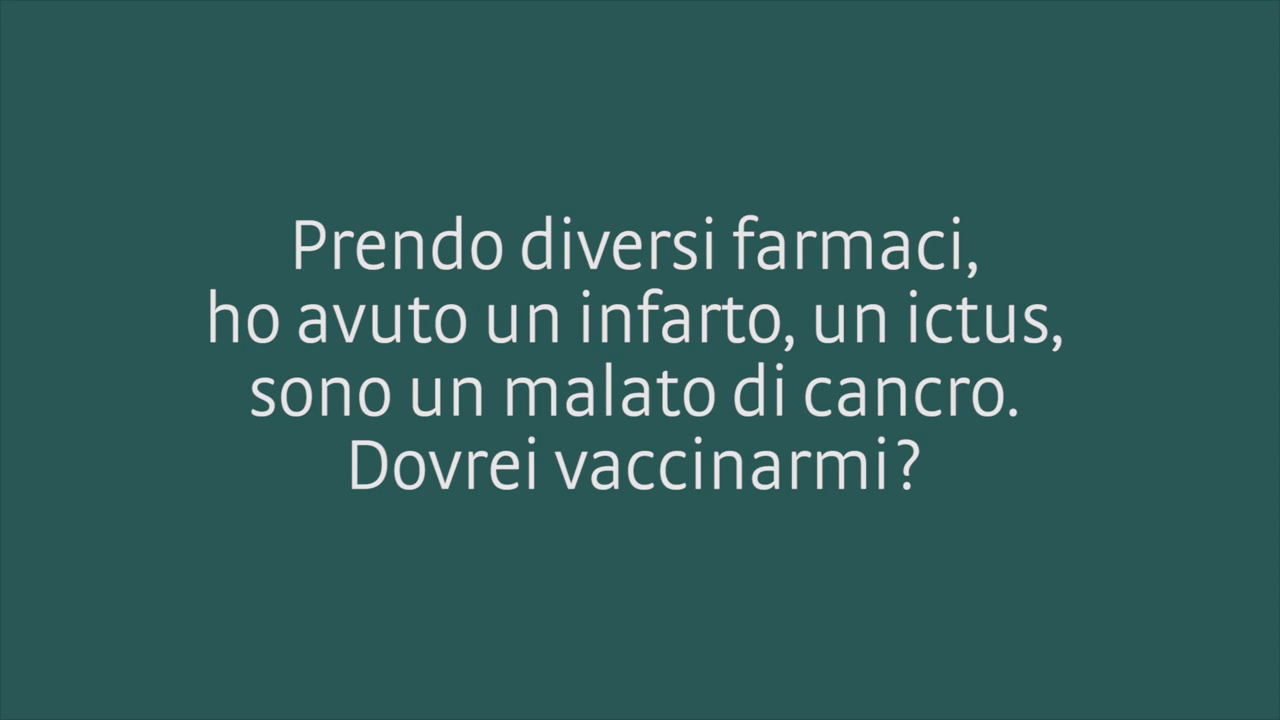 Prendo diversi farmaci,
ho avuto un infarto, un ictus,
sono un malato di cancro.
Dovrei vaccinarmi?